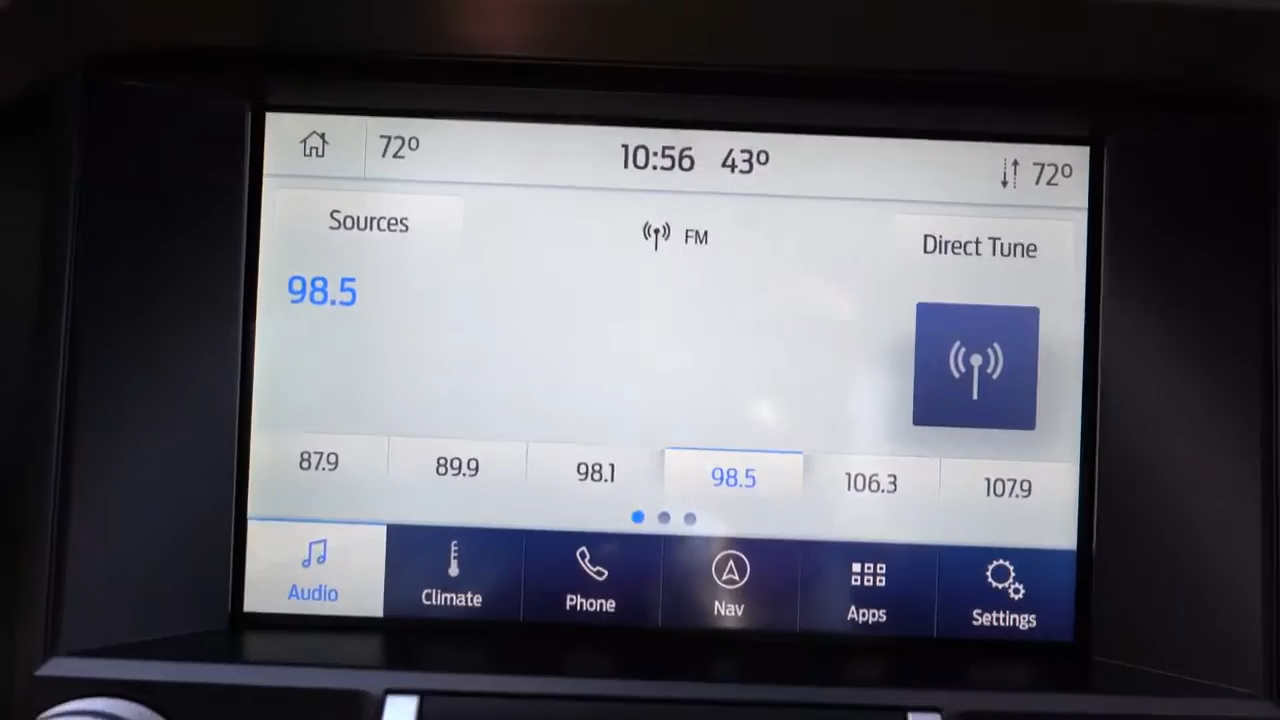 72° 10:56 43° 72°
Sources FM Direct Tune
98.5
87.9 89.9 98.1 98.5 106.3 107.9
Audio Climate Phone Nav Apps Settings